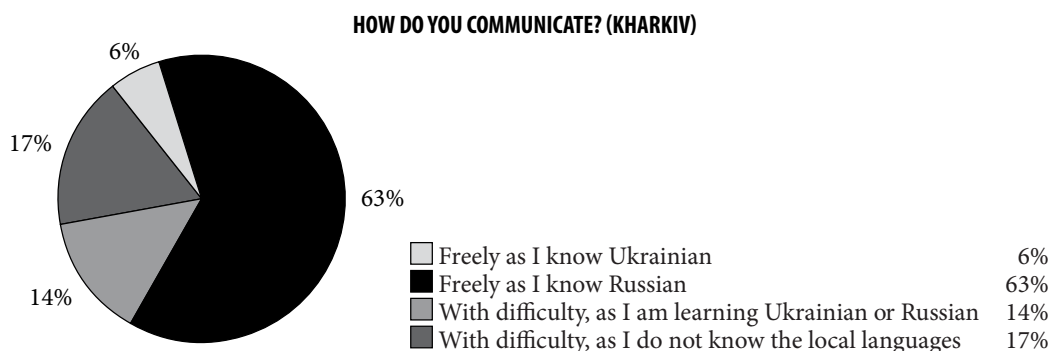 HOW DO YOU COMMUNICATE? (KHARKIV)
6%
17%
63%
14%
Freely as I know Ukrainian 6%
Freely as I know Russian 63%
With difficulty, as I am learning Ukrainian or Russian 14%
With difficulty, as I do not know the local languages 17%